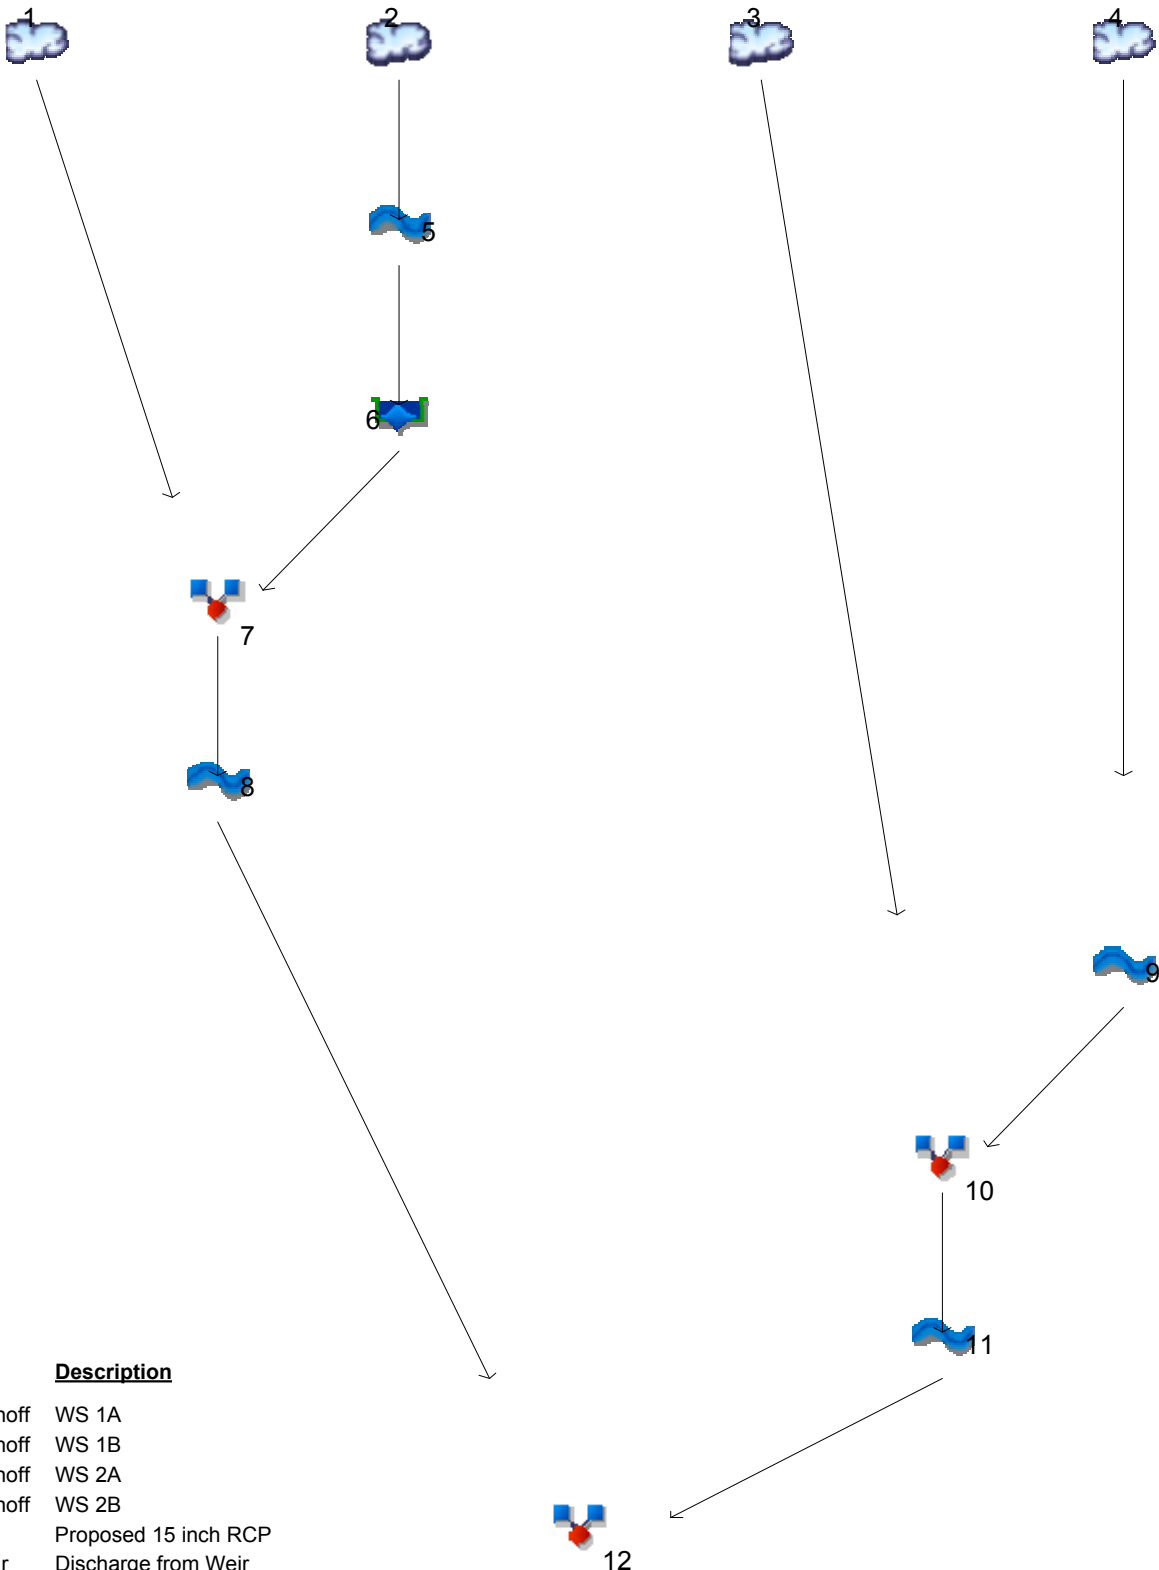 1 2 3 4
5
6
7
8
9
10
11
Description
noff WS 1A
noff WS 1B
noff WS 2A
noff WS 2B
Proposed 15 inch RCP
r Discharge from Weir
12